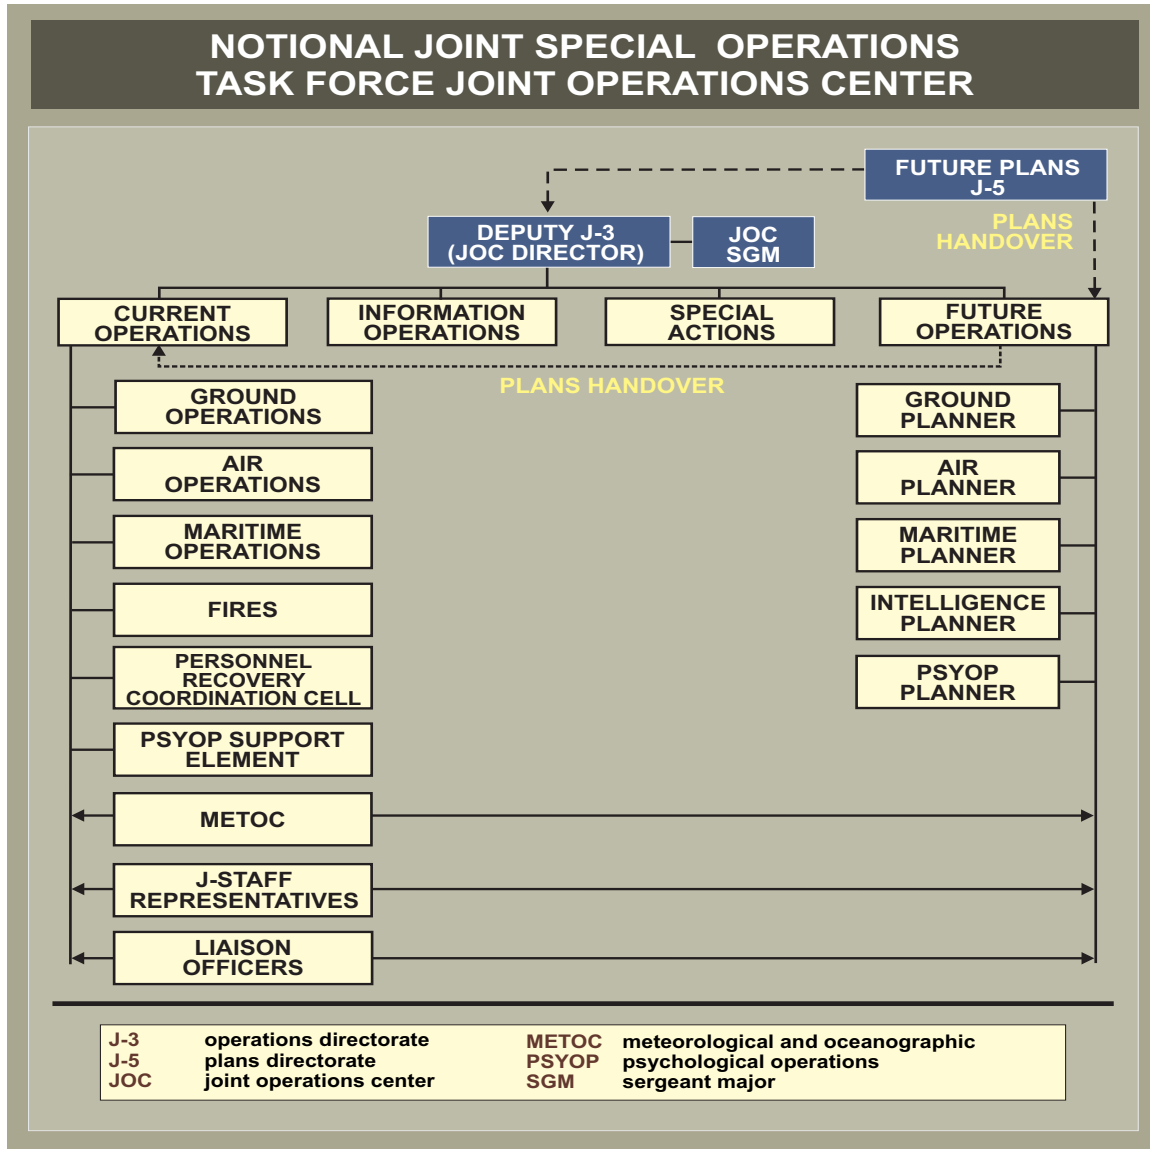 NOTIONAL JOINT SPECIAL OPERATIONS
TASK FORCE JOINT OPERATIONS CENTER
FUTURE PLANS
J-5
PLANS
HANDOVER
DEPUTY J-3
(JOC DIRECTOR)
JOC
SGM
CURRENT
OPERATIONS
INFORMATION
OPERATIONS
SPECIAL
ACTIONS
FUTURE
OPERATIONS
PLANS HANDOVER
GROUND
OPERATIONS
AIR
OPERATIONS
MARITIME
OPERATIONS
FIRES
PERSONNEL
RECOVERY
COORDINATION CELL
PSYOP SUPPORT
ELEMENT
METOC
J-STAFF
REPRESENTATIVES
LIAISON
OFFICERS
GROUND
PLANNER
AIR
PLANNER
MARITIME
PLANNER
INTELLIGENCE
PLANNER
PSYOP
PLANNER
J-3 operations directorate
J-5 plans directorate
JOC joint operations center
METOC meteorological and oceanographic
PSYOP psychological operations
SGM sergeant major